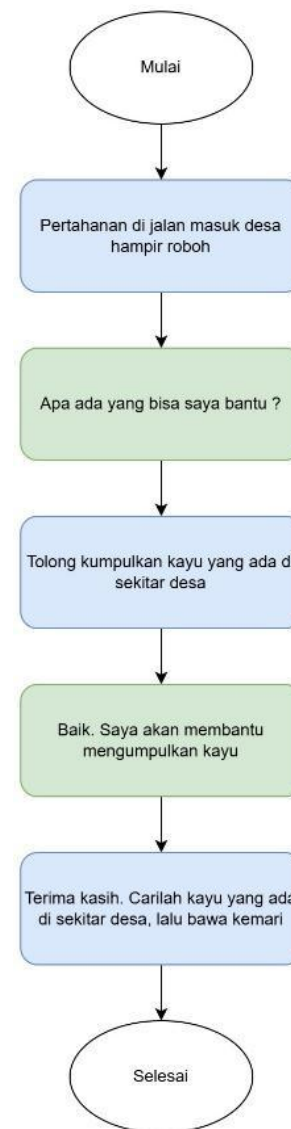 Mulai
Pertahanan di jalan masuk desa
hampir roboh
Apa ada yang bisa saya bantu ?
Tolong kumpulkan kayu yang ada d
sekitar desa
Baik. Saya akan membantu
mengumpulkan kayu
Terima kasih. Carilah kayu yang ada
di sekitar desa, lalu bawa kemari
Selesai